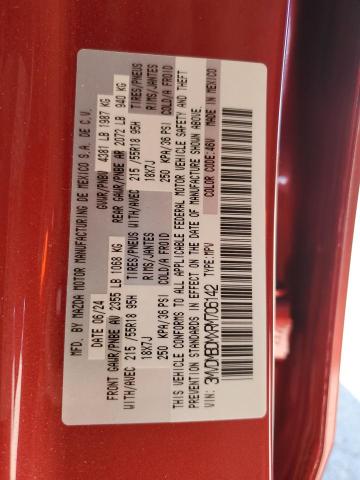 MFD. BY MAZDA MOTOR MANUFACTURING DE MEXICO S.A. DE C.V.
DATE 06/24 GVWR/PNBV 4381 LB 1987 KG
FRONT GAWR/PNBE AV 2355 LB 1068 KG REAR GAWR/PNBE AR 2072 LB 940 KG
WITH/AVEC TIRES/PNEUS WITH/AVEC TIRES/PNEUS
215 /55R18 95H 215 /55R18 95H
18X7J RIMS/JANTES 18X7J RIMS/JANTES
250 KPA/36 PSI COLD/A FROID 250 KPA/36 PSI COLD/A FROID
THIS VEHICLE CONFORMS TO ALL APPLICABLE FEDERAL MOTOR VEHICLE SAFETY AND THEFT
PREVENTION STANDARDS IN EFFECT ON THE DATE OF MANUFACTURE SHOWN ABOVE.
COLOR CODE:46V MADE IN MEXICO
VIN: TYPE:MPV